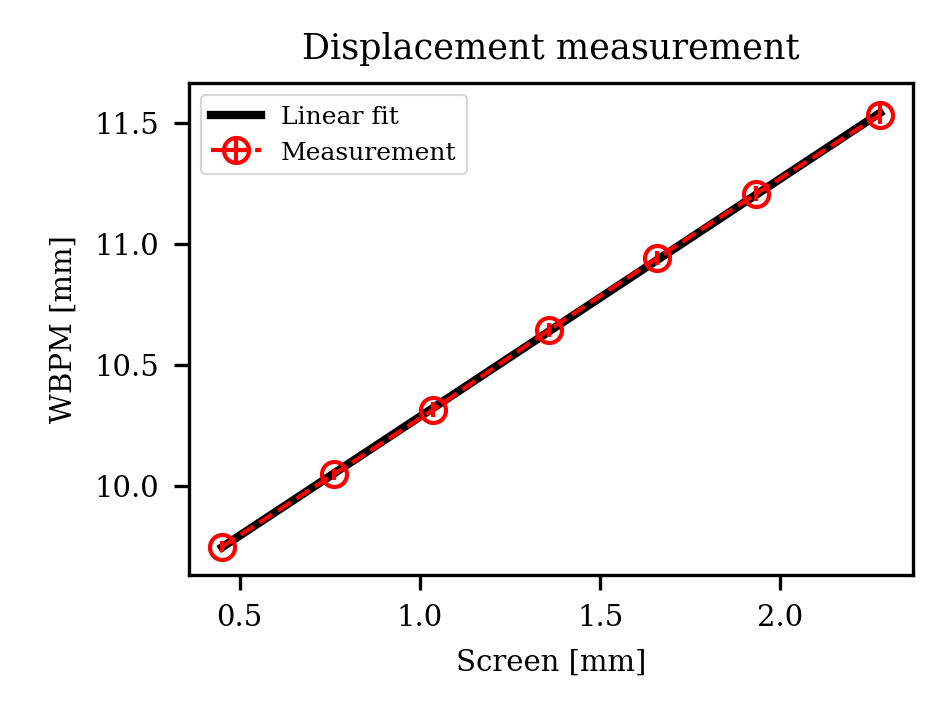 Displacement measurement
Linear fit
Measurement
WBPM [mm]
11.5
11.0
10.5
10.0
0.5 1.0 1.5 2.0
Screen [mm]